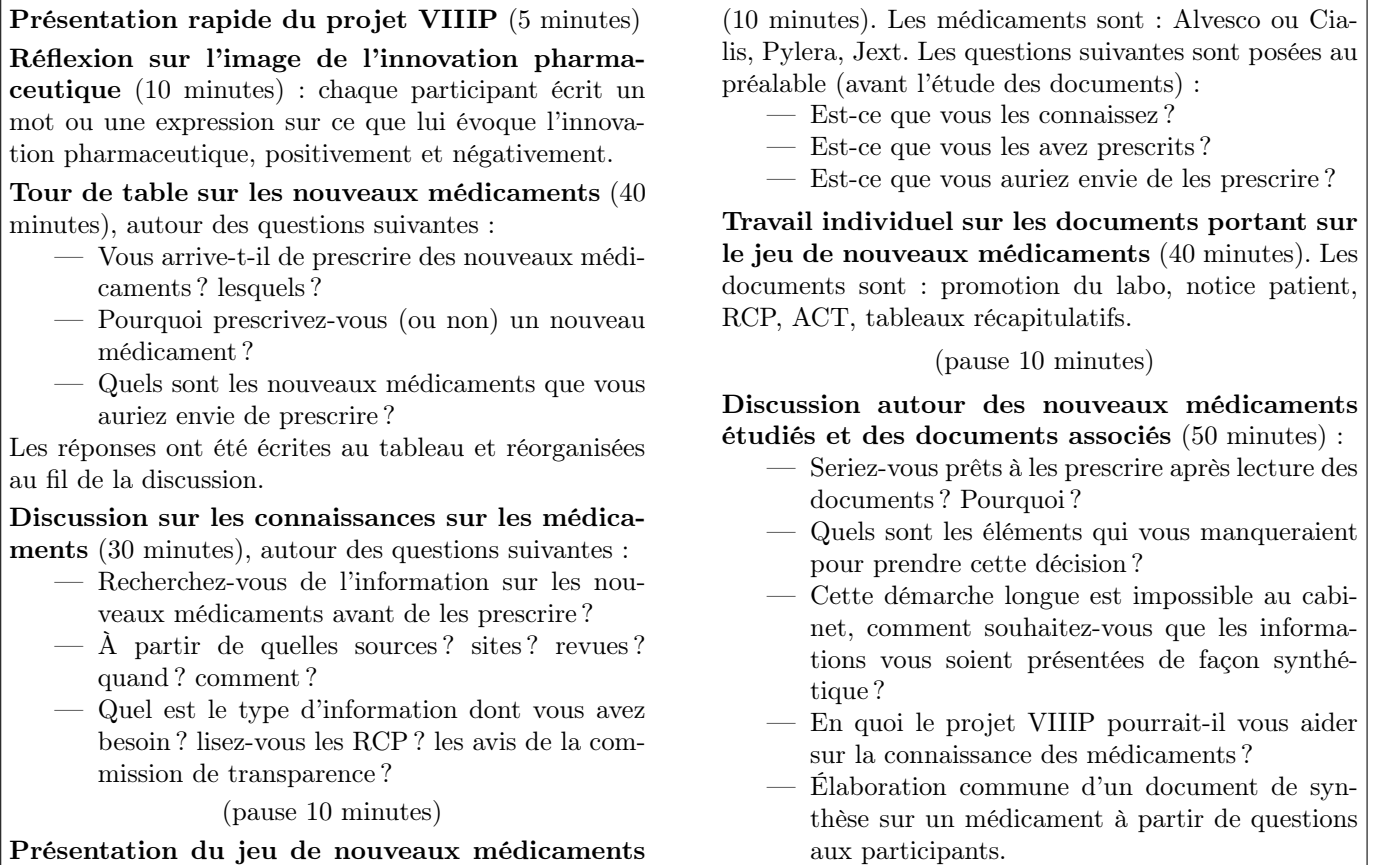 Présentation rapide du projet VIIIP (5 minutes)
Réflexion sur l'image de l'innovation pharma-
ceutique (10 minutes) : chaque participant écrit un
mot ou une expression sur ce que lui évoque l'innova-
tion pharmaceutique, positivement et négativement.
Tour de table sur les nouveaux médicaments (40
minutes), autour des questions suivantes :
— Vous arrive-t-il de prescrire des nouveaux médi-
caments ? lesquels ?
— Pourquoi prescrivez-vous (ou non) un nouveau
médicament ?
— Quels sont les nouveaux médicaments que vous
auriez envie de prescrire ?
Les réponses ont été écrites au tableau et réorganisées
au fil de la discussion.
Discussion sur les connaissances sur les médica-
ments (30 minutes), autour des questions suivantes :
— Recherchez-vous de l'information sur les nou-
veaux médicaments avant de les prescrire ?
— À partir de quelles sources ? sites ? revues ?
quand ? comment ?
— Quel est le type d'information dont vous avez
besoin ? lisez-vous les RCP ? les avis de la com-
mission de transparence ?
(pause 10 minutes)
Présentation du jeu de nouveaux médicaments
(10 minutes). Les médicaments sont : Alvesco ou Cia-
lis, Pylera, Jext. Les questions suivantes sont posées au
préalable (avant l'étude des documents) :
— Est-ce que vous les connaissez ?
— Est-ce que vous les avez prescrits ?
— Est-ce que vous auriez envie de les prescrire ?
Travail individuel sur les documents portant sur
le jeu de nouveaux médicaments (40 minutes). Les
documents sont : promotion du labo, notice patient,
RCP, ACT, tableaux récapitulatifs.
(pause 10 minutes)
Discussion autour des nouveaux médicaments
étudiés et des documents associés (50 minutes) :
— Seriez-vous prêts à les prescrire après lecture des
documents ? Pourquoi ?
— Quels sont les éléments qui vous manqueraient
pour prendre cette décision ?
— Cette démarche longue est impossible au cabi-
net, comment souhaitez-vous que les informa-
tions vous soient présentées de façon synthé-
tique ?
— En quoi le projet VIIIP pourrait-il vous aider
sur la connaissance des médicaments ?
— Élaboration commune d'un document de syn-
thèse sur un médicament à partir de questions
aux participants.